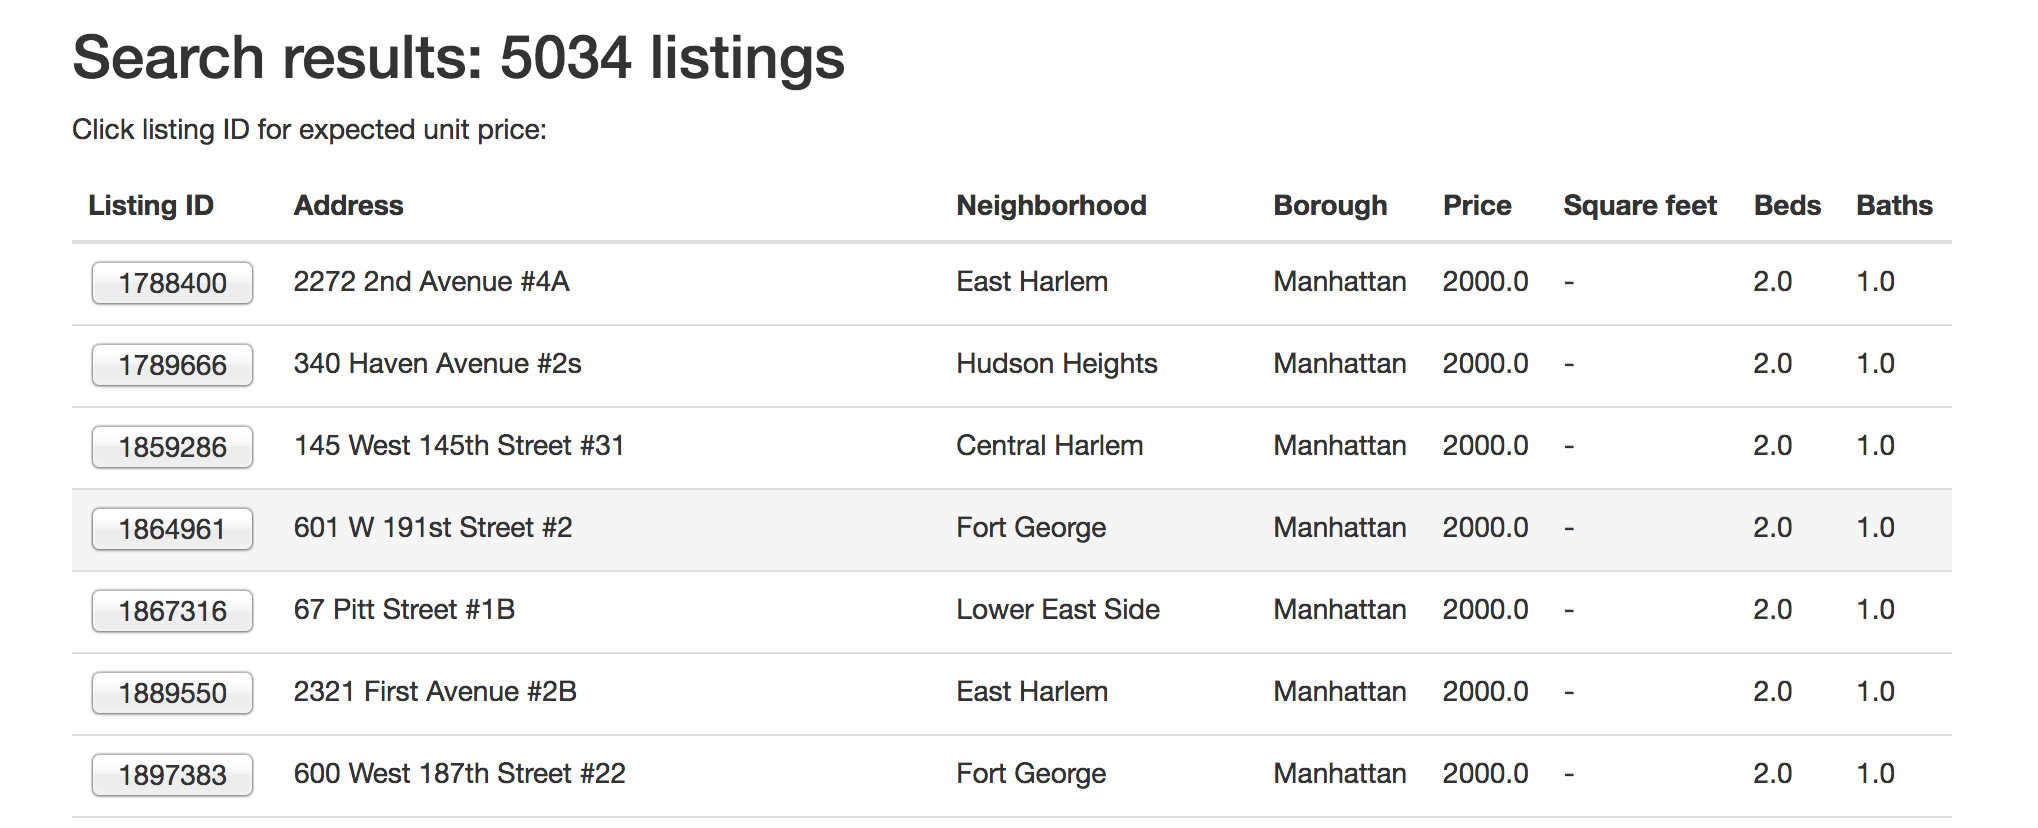 Search results: 5034 listings
Click listing ID for expected unit price:
Listing ID Address Neighborhood Borough Price Square feet Beds Baths
1788400 2272 2nd Avenue #4A East Harlem Manhattan 2000.0 - 2.0 1.0
1789666 340 Haven Avenue #2s Hudson Heights Manhattan 2000.0 - 2.0 1.0
1859286 145 West 145th Street #31 Central Harlem Manhattan 2000.0 - 2.0 1.0
1864961 601 W 191st Street #2 Fort George Manhattan 2000.0 - 2.0 1.0
1867316 67 Pitt Street #1B Lower East Side Manhattan 2000.0 - 2.0 1.0
1889550 2321 First Avenue #2B East Harlem Manhattan 2000.0 - 2.0 1.0
1897383 600 West 187th Street #22 Fort George Manhattan 2000.0 - 2.0 1.0